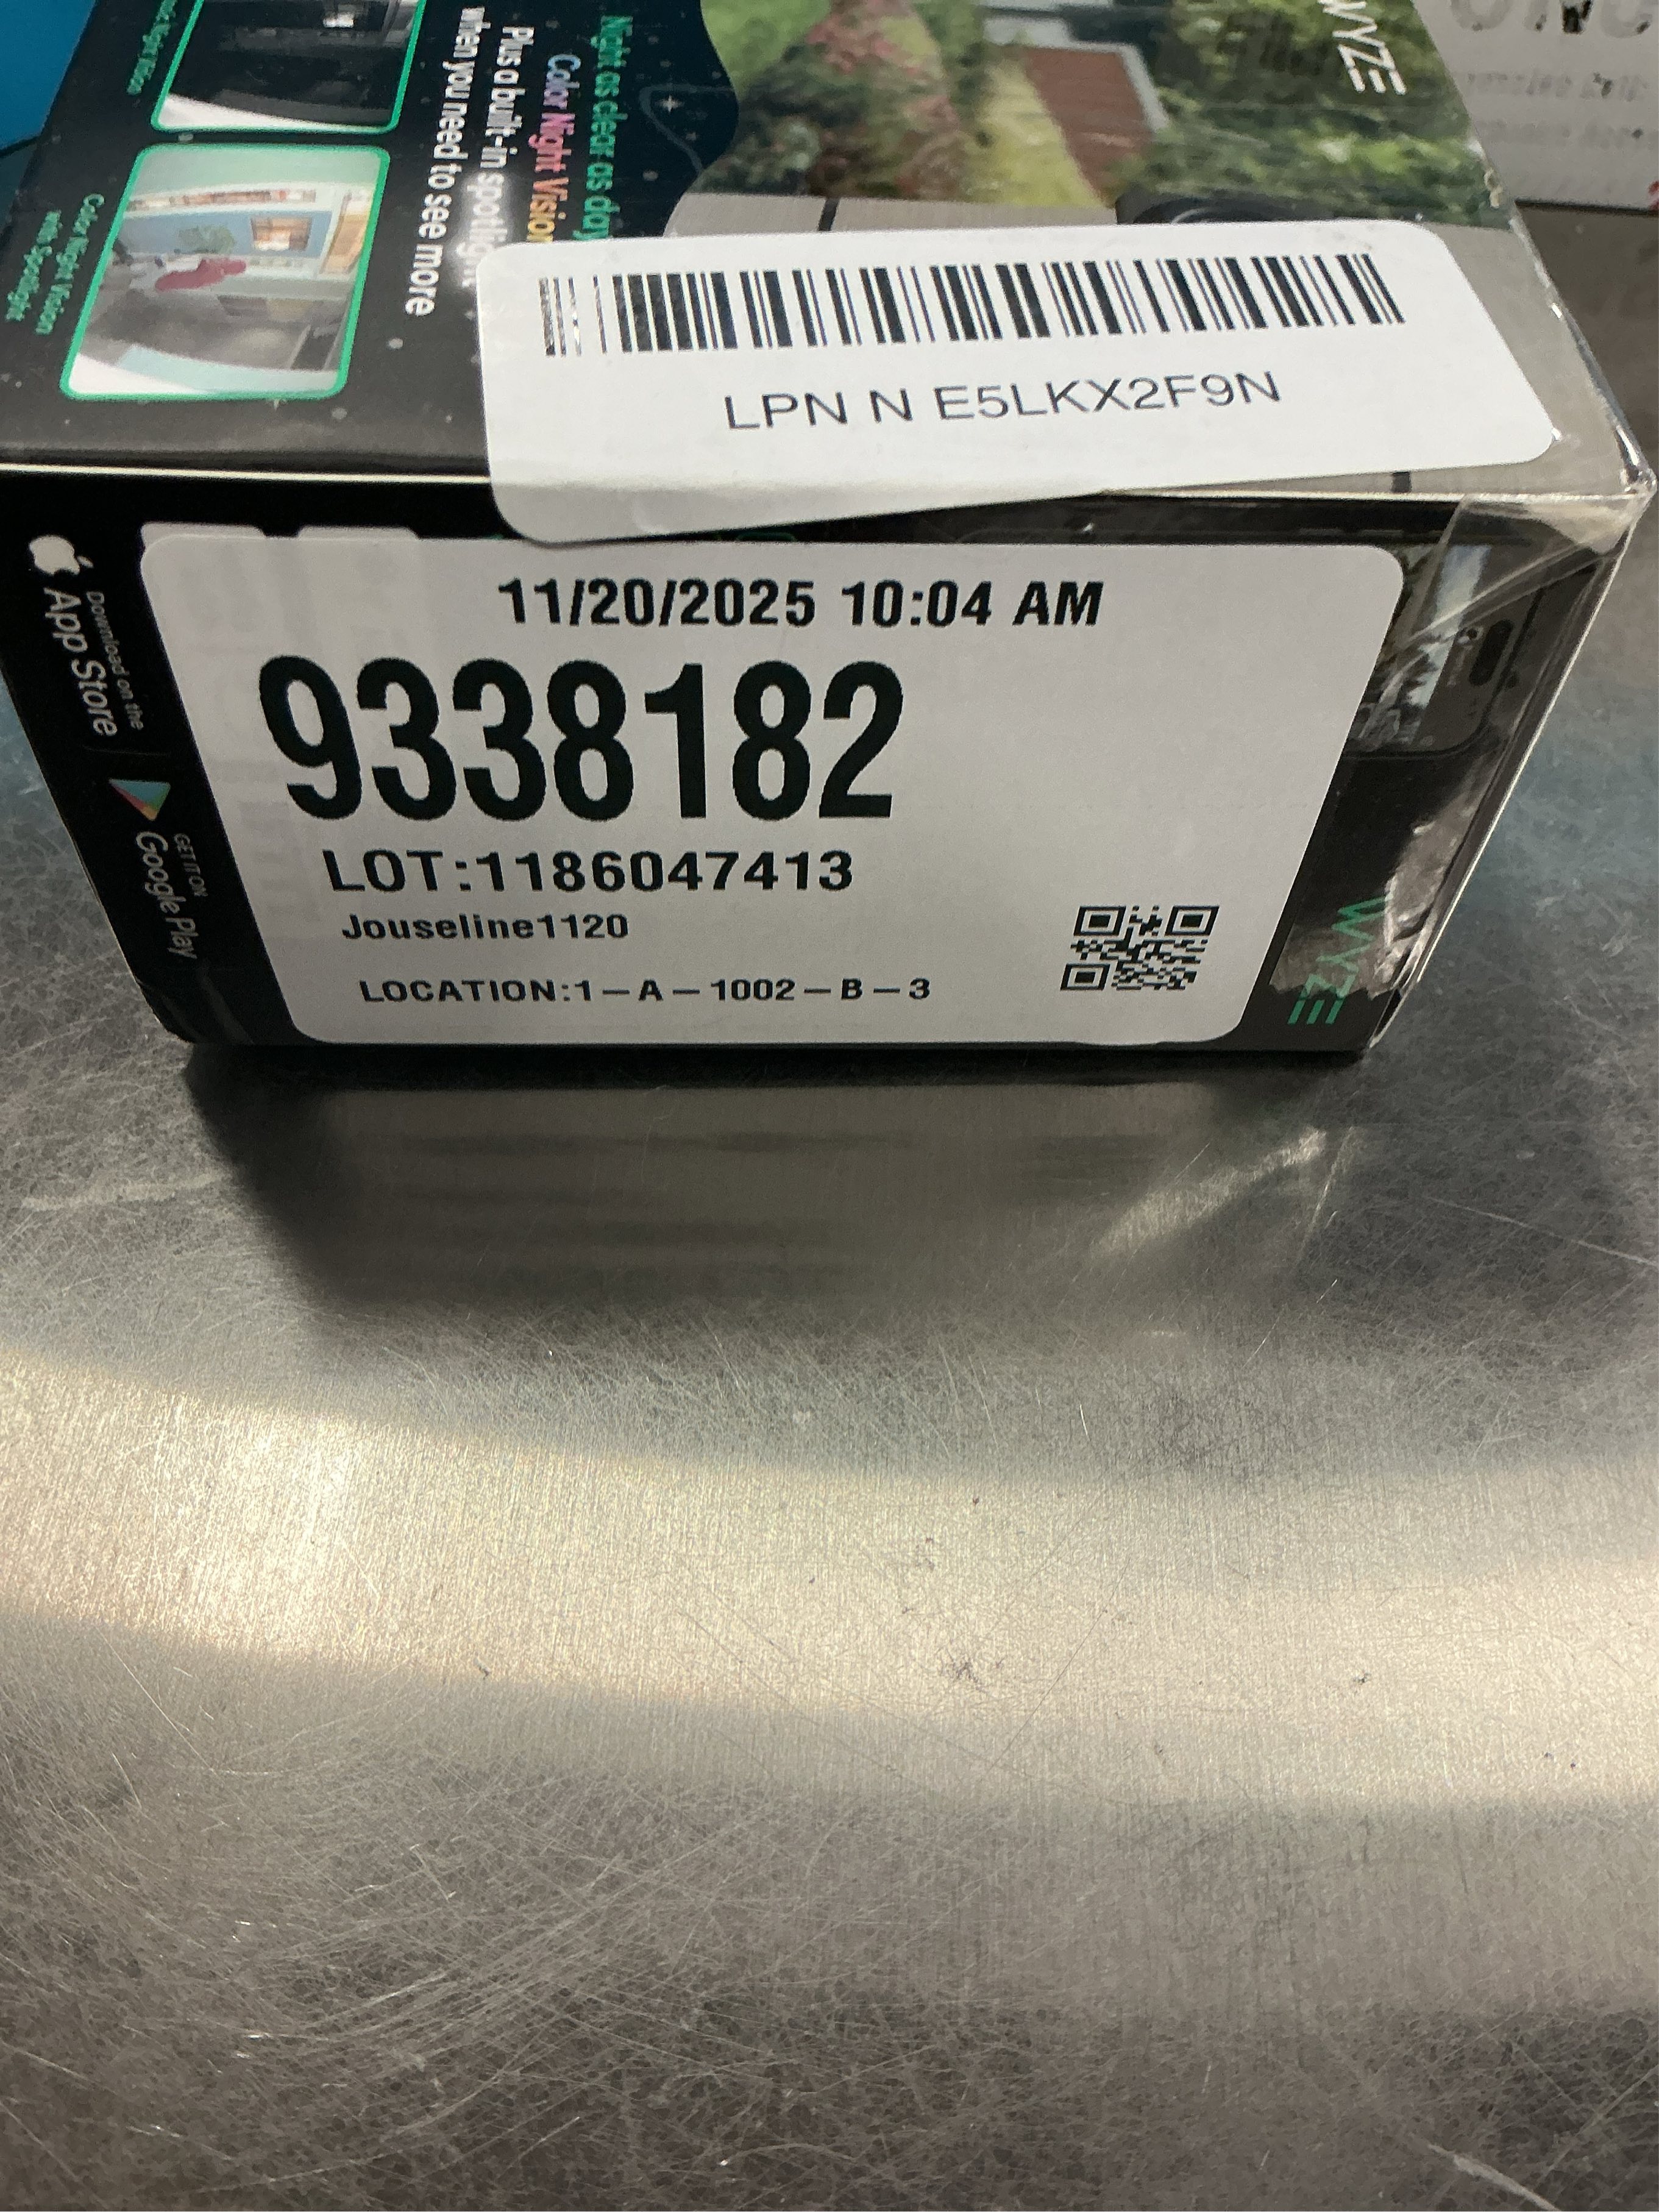 WYZE
Night as clear as day
Color Night Vision
Plus a built-in spotlight
when you need to see more
Night Vision
Color Night Vision
with Spotlight
LPN N E5LKX2F9N
Download on the
App Store
GET IT ON
Google Play
11/20/2025 10:04 AM
9338182
LOT:1186047413
Jouseline1120
LOCATION:1-A-1002-B-3
WYZE